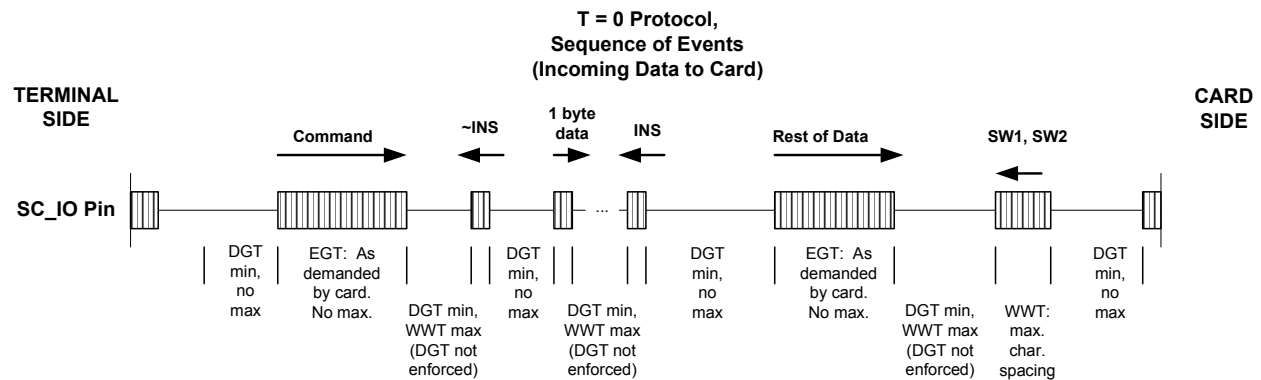 T = 0 Protocol,
Sequence of Events
(Incoming Data to Card)
TERMINAL
SIDE
CARD
SIDE
Command
~INS
1 byte
data
INS
Rest of Data
SW1, SW2
SC_IO Pin
...
DGT
min,
no
max
EGT: As
demanded
by card.
No max.
DGT min,
WWT max
(DGT not
enforced)
DGT
min,
no
max
DGT min,
WWT max
(DGT not
enforced)
DGT
min,
no
max
EGT: As
demanded
by card.
No max.
DGT min,
WWT max
(DGT not
enforced)
WWT:
max.
char.
spacing
DGT
min,
no
max